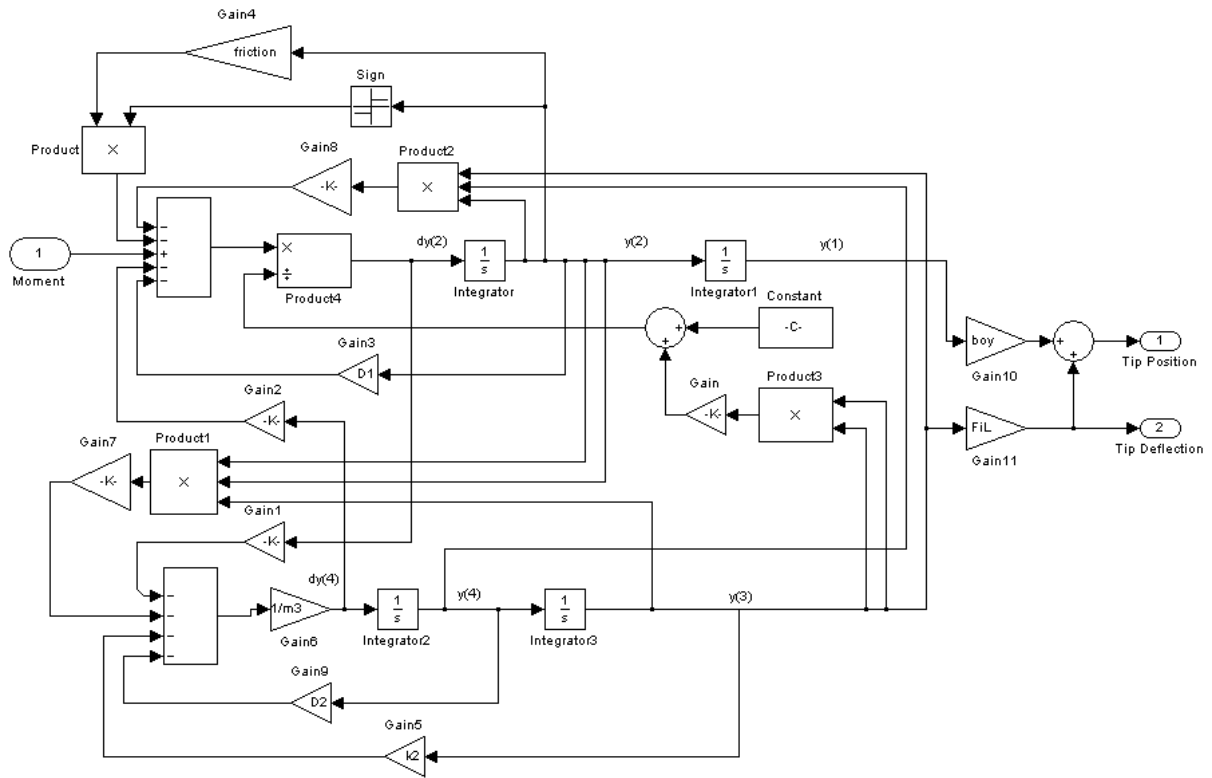 Gain4
friction
Sign
Product
×
Gain8
-K-
Product2
×
1
Moment
−
−
+
−
−
×
÷
Product4
dy(2)
1
s
Integrator
y(2)
1
s
Integrator1
y(1)
Constant
-C-
+
+
Gain3
D1
Gain2
-K-
Gain
-K-
Product3
×
boy
Gain10
+
+
1
Tip Position
FiL
Gain11
2
Tip Deflection
Gain7
-K-
Product1
×
Gain1
-K-
−
−
−
−
1/m3
Gain6
dy(4)
1
s
Integrator2
y(4)
1
s
Integrator3
y(3)
Gain9
D2
Gain5
k2